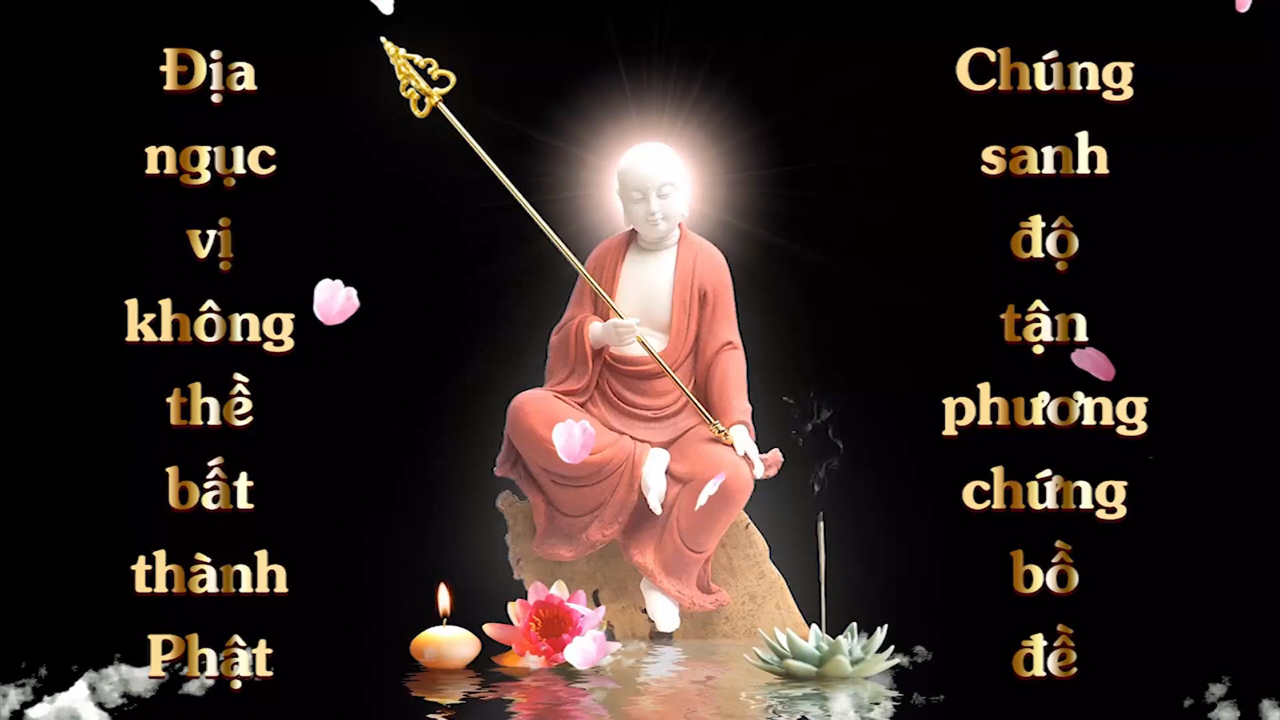 Địa
ngục
vị
không
thề
bất
thành
Phật
Chúng
sanh
độ
tận
phương
chứng
bồ
đề